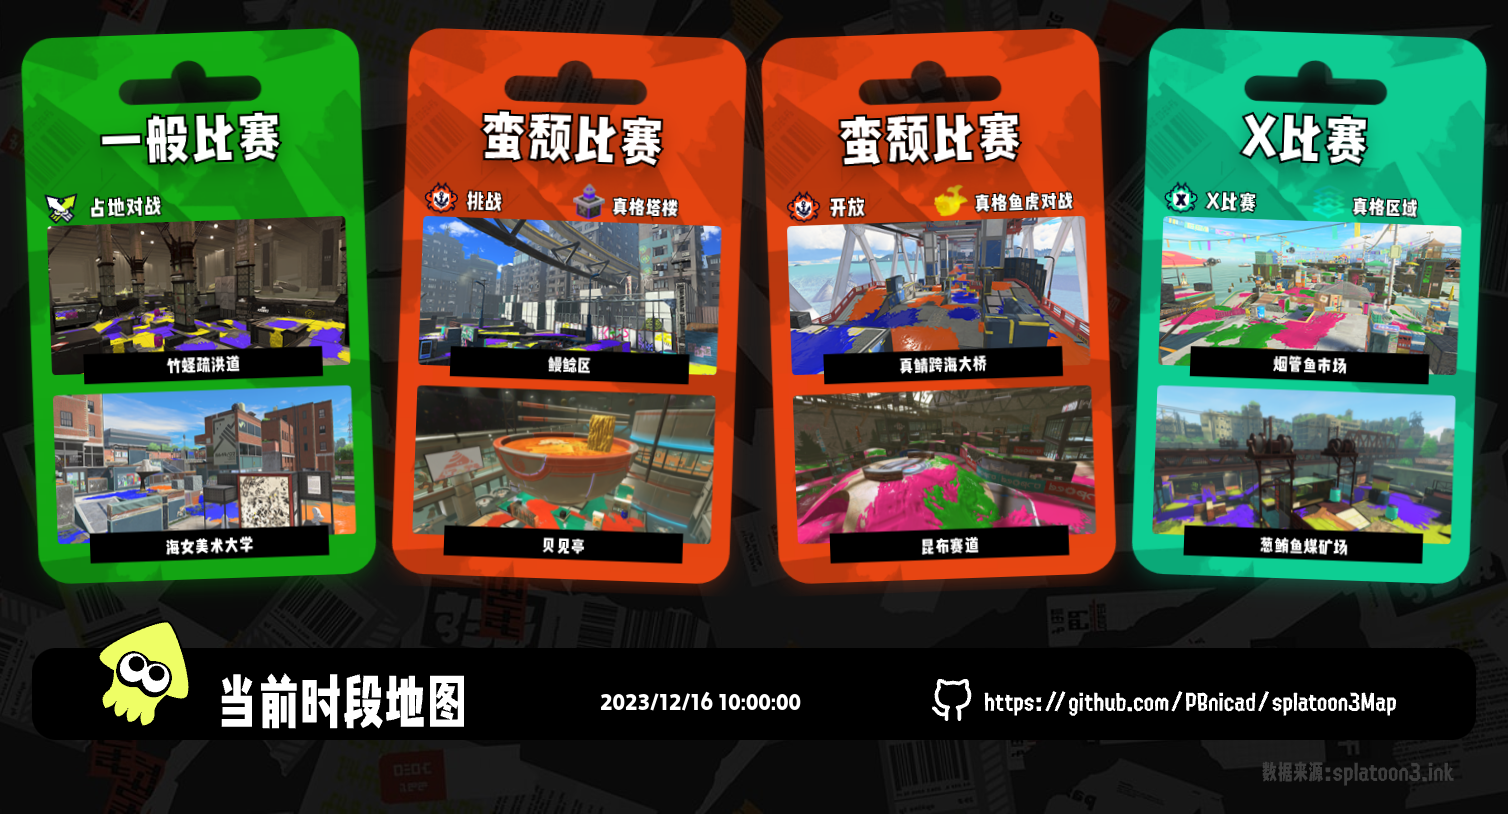 一般比赛
占地对战
竹蛏疏洪道
海女美术大学
蛮颓比赛
挑战
真格塔楼
鳗鲶区
贝见亭
蛮颓比赛
开放
真格鱼虎对战
真鲭跨海大桥
昆布赛道
X比赛
X比赛
真格区域
烟管鱼市场
葱鲔鱼煤矿场
当前时段地图
2023/12/16 10:00:00
https://github.com/PBnicad/splatoon3Map
数据来源:splatoon3.ink